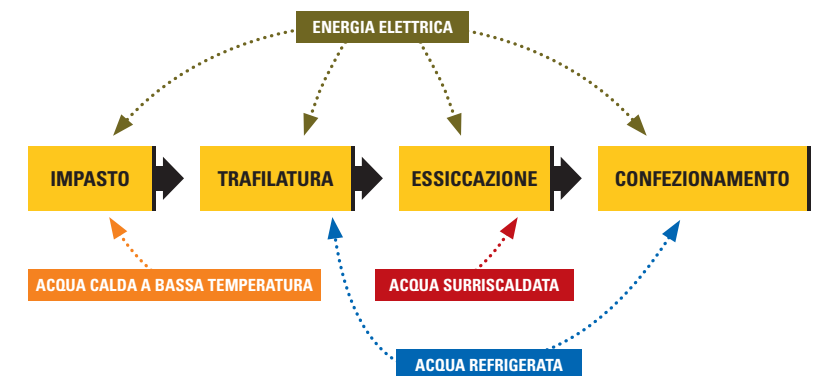 ENERGIA ELETTRICA
IMPASTO
TRAFILATURA
ESSICCAZIONE
CONFEZIONAMENTO
ACQUA CALDA A BASSA TEMPERATURA
ACQUA SURRISCALDATA
ACQUA REFRIGERATA